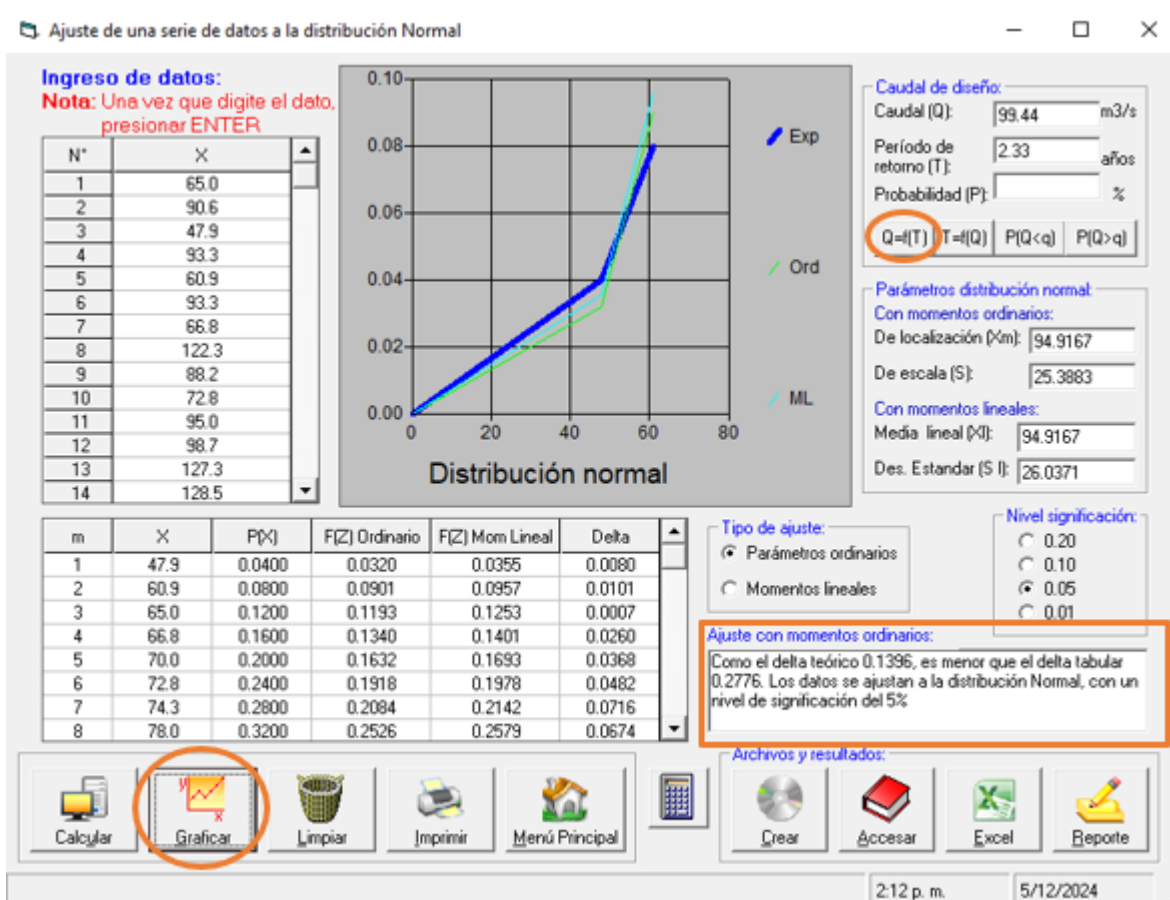 Ajuste de una serie de datos a la distribución Normal
Ingreso de datos:
Nota: Una vez que digite el dato,
presionar ENTER
N° X
1 65.0
2 90.6
3 47.9
4 93.3
5 60.9
6 93.3
7 66.8
8 122.3
9 88.2
10 72.8
11 95.0
12 98.7
13 127.3
14 128.5
0.10
0.08
0.06
0.04
0.02
0.00
0 20 40 60 80
Distribución normal
Exp
Ord
ML
Caudal de diseño:
Caudal (Q): 99.44 m3/s
Período de
retorno (T): 2.33 años
Probabilidad (P): %
Q=f(T) T=f(Q) P(Q<q) P(Q>q)
Parámetros distribución normal:
Con momentos ordinarios:
De localización (Xm): 94.9167
De escala (S): 25.3883
Con momentos lineales:
Media lineal (Xl): 94.9167
Des. Estandar (S l): 26.0371
m X P(X) F(Z) Ordinario F(Z) Mom Lineal Delta
1 47.9 0.0400 0.0320 0.0355 0.0080
2 60.9 0.0800 0.0901 0.0957 0.0101
3 65.0 0.1200 0.1193 0.1253 0.0007
4 66.8 0.1600 0.1340 0.1401 0.0260
5 70.0 0.2000 0.1632 0.1693 0.0368
6 72.8 0.2400 0.1918 0.1978 0.0482
7 74.3 0.2800 0.2084 0.2142 0.0716
8 78.0 0.3200 0.2526 0.2579 0.0674
Tipo de ajuste:
Parámetros ordinarios
Momentos lineales
Nivel significación:
0.20
0.10
0.05
0.01
Ajuste con momentos ordinarios:
Como el delta teórico 0.1396, es menor que el delta tabular
0.2776. Los datos se ajustan a la distribución Normal, con un
nivel de significación del 5%
Calcular
Graficar
Limpiar
Imprimir
Menú Principal
Archivos y resultados:
Crear
Accesar
Excel
Reporte
2:12 p. m. 5/12/2024